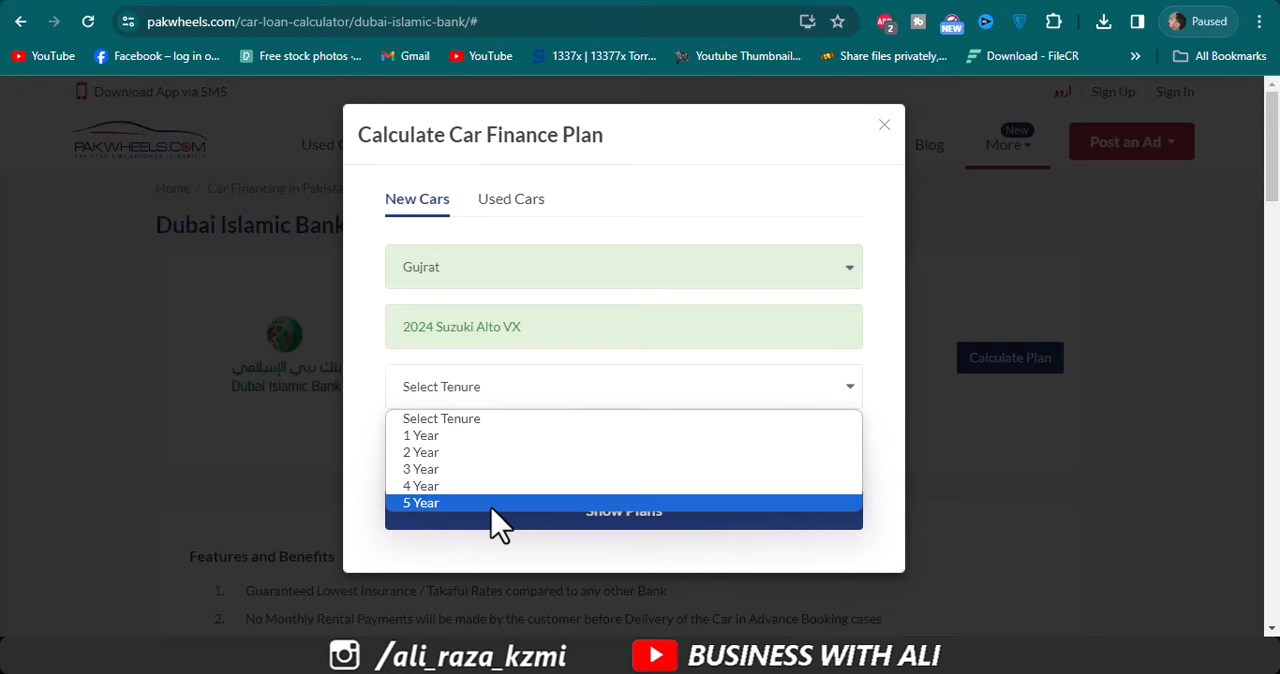 pakwheels.com/car-loan-calculator/dubai-islamic-bank/#
2
NEW
Paused
YouTube
Facebook – log in o...
Free stock photos -...
Gmail
YouTube
1337x | 13377x Torr...
Youtube Thumbnail...
Share files privately,...
Download - FileCR
»
All Bookmarks
Download App via SMS
اردو | Sign Up | Sign In
PAKWHEELS.COM
Used C
Blog
New
More
Post an Ad
Home / Car Financing in Pakista
Dubai Islamic Bank
بنك دبي الإسلامي
Dubai Islamic Bank
Calculate Plan
Calculate Car Finance Plan
New Cars
Used Cars
Gujrat
2024 Suzuki Alto VX
Select Tenure
Select Tenure
1 Year
2 Year
3 Year
4 Year
5 Year
Show Plans
Features and Benefits
1. Guaranteed Lowest Insurance / Takaful Rates compared to any other Bank
2. No Monthly Rental Payments will be made by the customer before Delivery of the Car in Advance Booking cases
/ali_raza_kzmi
BUSINESS WITH ALI